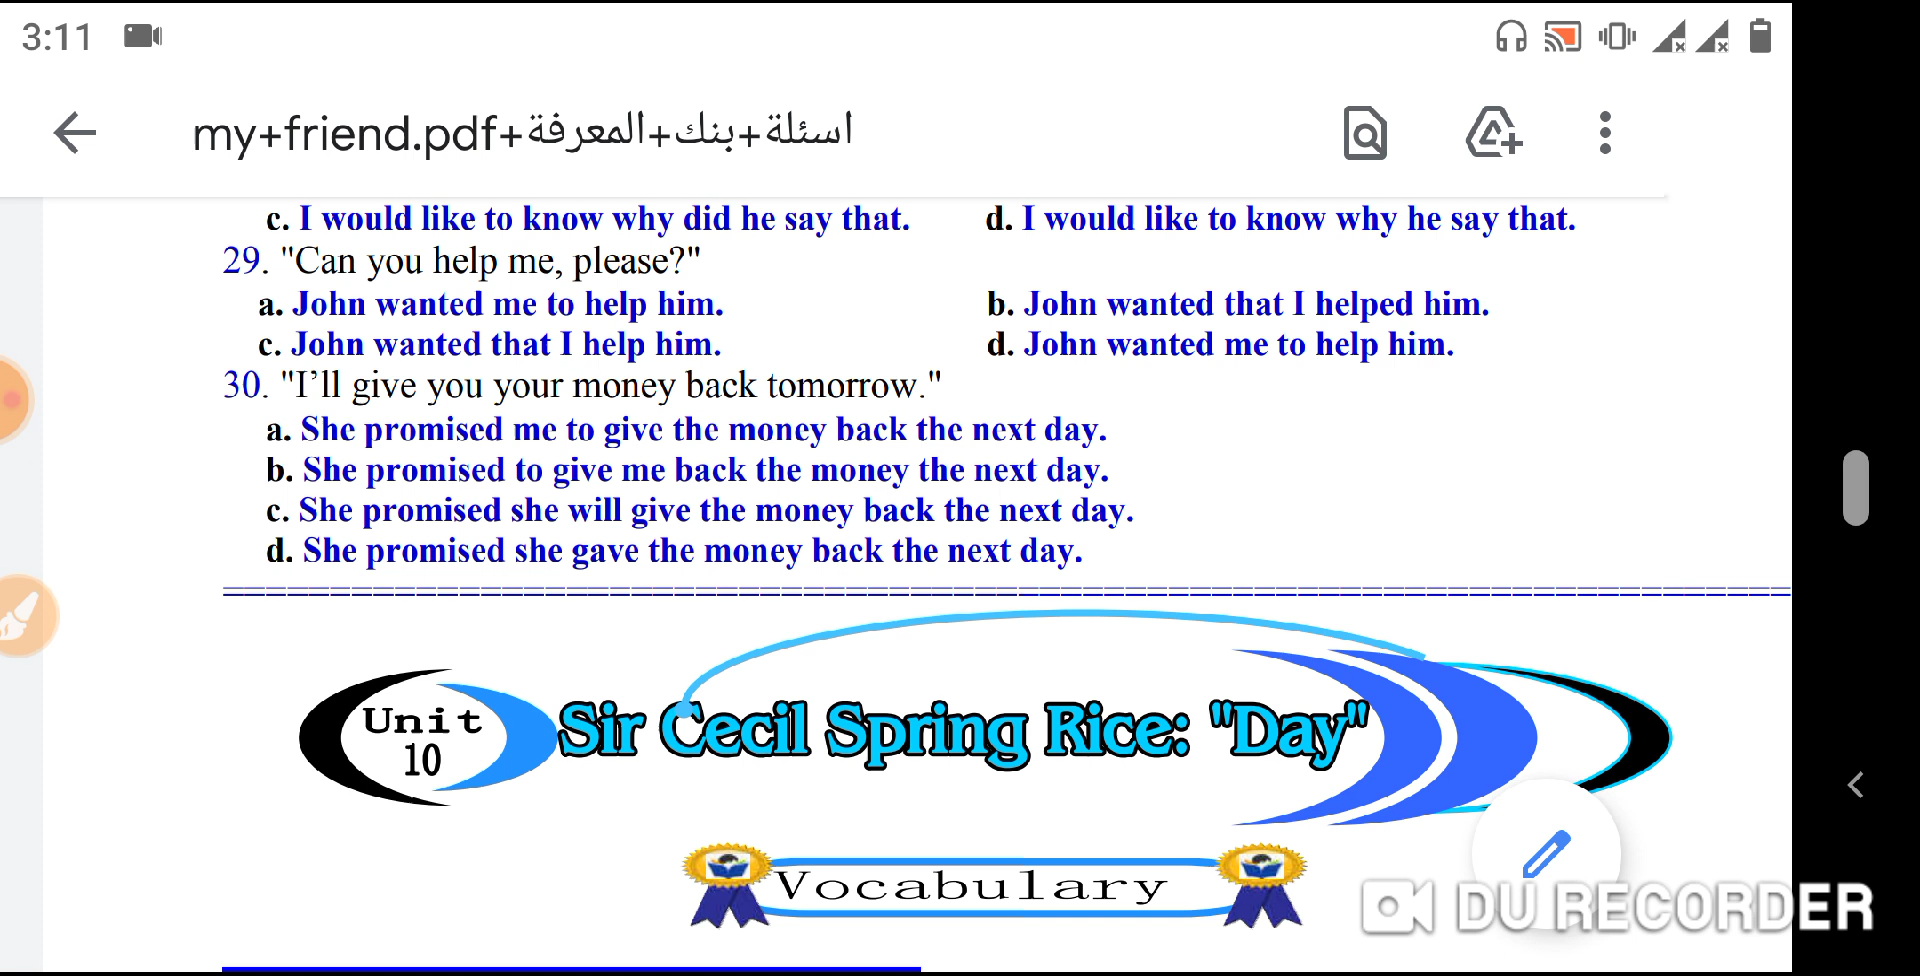 3:11
my+friend.pdf+اسئلة+بنك+المعرفة
c. I would like to know why did he say that. d. I would like to know why he say that.
29. "Can you help me, please?"
a. John wanted me to help him. b. John wanted that I helped him.
c. John wanted that I help him. d. John wanted me to help him.
30. "I’ll give you your money back tomorrow."
a. She promised me to give the money back the next day.
b. She promised to give me back the money the next day.
c. She promised she will give the money back the next day.
d. She promised she gave the money back the next day.
Unit
10
Sir Cecil Spring Rice: "Day"
Vocabulary
DU RECORDER